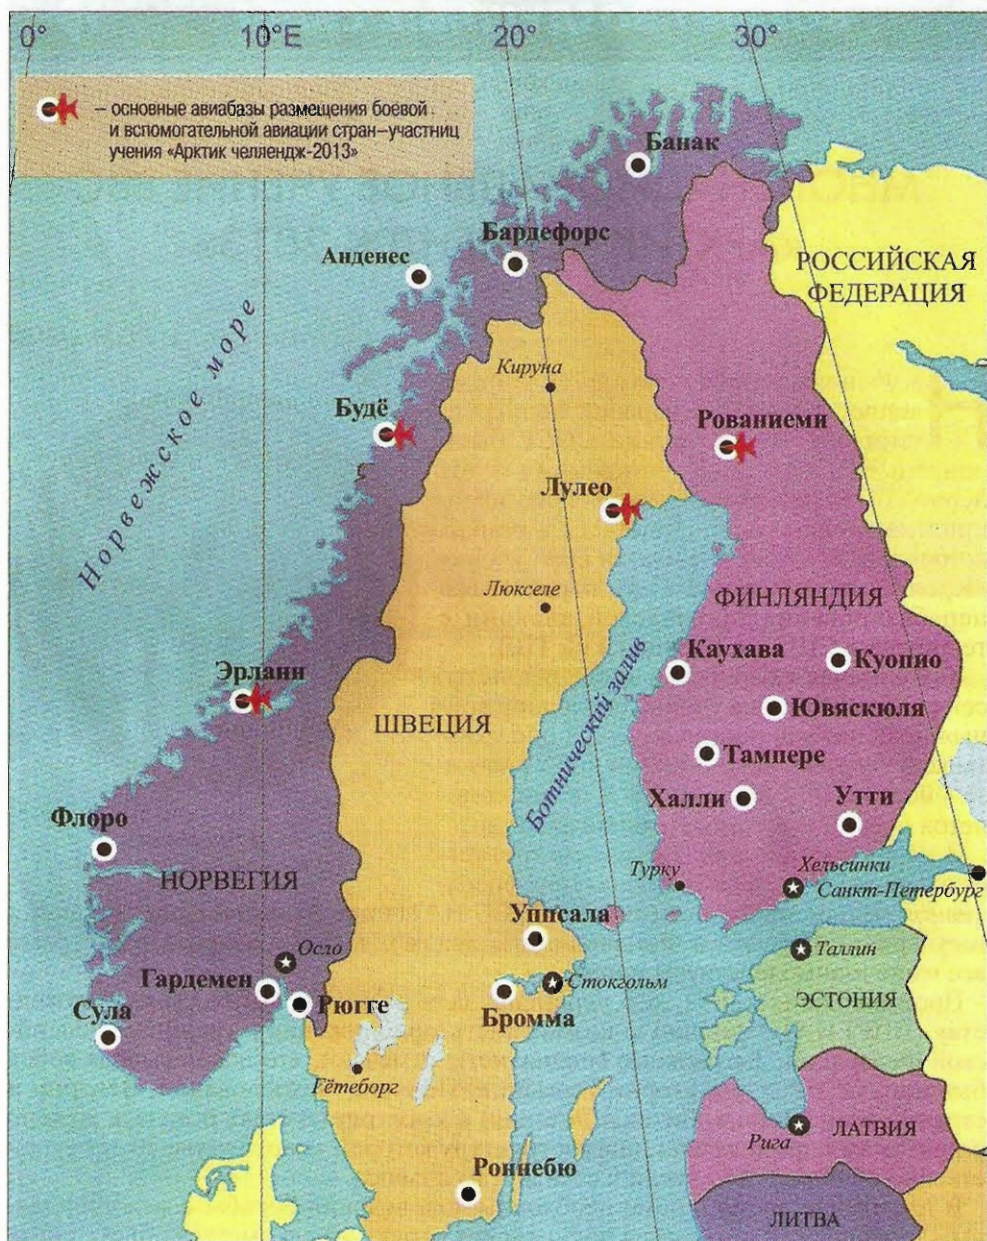 0°
10°E
20°
30°
– основные авиабазы размещения боевой
и вспомогательной авиации стран–участниц
учения «Арктик челлендж-2013»
Банак
Бардефорс
Анденес
РОССИЙСКАЯ
ФЕДЕРАЦИЯ
Норвежское море
Кируна
Будё
Рованиеми
Лулео
Люкселе
ФИНЛЯНДИЯ
Ботнический залив
Каухава
Куопио
Эрланн
ШВЕЦИЯ
Ювяскюля
Тампере
Халли
Утти
Флоро
НОРВЕГИЯ
Турку
Хельсинки
Санкт-Петербург
Уппсала
Осло
Таллин
Гардемен
Стокгольм
Рюгге
Бромма
ЭСТОНИЯ
Сула
Гётеборг
Рига
ЛАТВИЯ
Роннебю
ЛИТВА